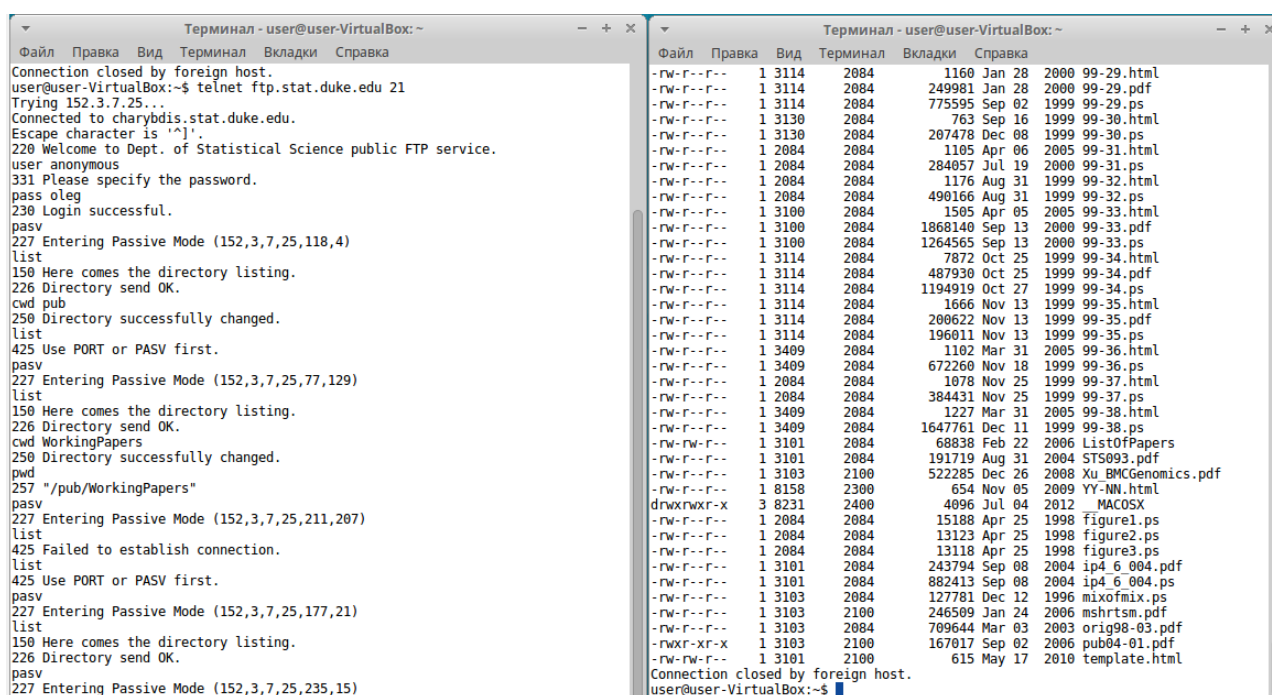 Терминал - user@user-VirtualBox: ~
Файл Правка Вид Терминал Вкладки Справка
Connection closed by foreign host.
user@user-VirtualBox:~$ telnet ftp.stat.duke.edu 21
Trying 152.3.7.25...
Connected to charybdis.stat.duke.edu.
Escape character is '^]'.
220 Welcome to Dept. of Statistical Science public FTP service.
user anonymous
331 Please specify the password.
pass oleg
230 Login successful.
pasv
227 Entering Passive Mode (152,3,7,25,118,4)
list
150 Here comes the directory listing.
226 Directory send OK.
cwd pub
250 Directory successfully changed.
list
425 Use PORT or PASV first.
pasv
227 Entering Passive Mode (152,3,7,25,77,129)
list
150 Here comes the directory listing.
226 Directory send OK.
cwd WorkingPapers
250 Directory successfully changed.
pwd
257 "/pub/WorkingPapers"
pasv
227 Entering Passive Mode (152,3,7,25,211,207)
list
425 Failed to establish connection.
list
425 Use PORT or PASV first.
pasv
227 Entering Passive Mode (152,3,7,25,177,21)
list
150 Here comes the directory listing.
226 Directory send OK.
pasv
227 Entering Passive Mode (152,3,7,25,235,15)
Терминал - user@user-VirtualBox: ~
Файл Правка Вид Терминал Вкладки Справка
-rw-r--r-- 1 3114 2084 1160 Jan 28 2000 99-29.html
-rw-r--r-- 1 3114 2084 249981 Jan 28 2000 99-29.pdf
-rw-r--r-- 1 3114 2084 775595 Sep 02 1999 99-29.ps
-rw-r--r-- 1 3130 2084 763 Sep 16 1999 99-30.html
-rw-r--r-- 1 3130 2084 207478 Dec 08 1999 99-30.ps
-rw-r--r-- 1 2084 2084 1105 Apr 06 2005 99-31.html
-rw-r--r-- 1 2084 2084 284057 Jul 19 2000 99-31.ps
-rw-r--r-- 1 2084 2084 1176 Aug 31 1999 99-32.html
-rw-r--r-- 1 2084 2084 490166 Aug 31 1999 99-32.ps
-rw-r--r-- 1 3100 2084 1505 Apr 05 2005 99-33.html
-rw-r--r-- 1 3100 2084 1868140 Sep 13 2000 99-33.pdf
-rw-r--r-- 1 3100 2084 1264565 Sep 13 2000 99-33.ps
-rw-r--r-- 1 3114 2084 7872 Oct 25 1999 99-34.html
-rw-r--r-- 1 3114 2084 487930 Oct 25 1999 99-34.pdf
-rw-r--r-- 1 3114 2084 1194919 Oct 27 1999 99-34.ps
-rw-r--r-- 1 3114 2084 1666 Nov 13 1999 99-35.html
-rw-r--r-- 1 3114 2084 200622 Nov 13 1999 99-35.pdf
-rw-r--r-- 1 3114 2084 196011 Nov 13 1999 99-35.ps
-rw-r--r-- 1 3409 2084 1102 Mar 31 2005 99-36.html
-rw-r--r-- 1 3409 2084 672260 Nov 18 1999 99-36.ps
-rw-r--r-- 1 2084 2084 1078 Nov 25 1999 99-37.html
-rw-r--r-- 1 2084 2084 384431 Nov 25 1999 99-37.ps
-rw-r--r-- 1 3409 2084 1227 Mar 31 2005 99-38.html
-rw-r--r-- 1 3409 2084 1647761 Dec 11 1999 99-38.ps
-rw-rw-r-- 1 3101 2084 68838 Feb 22 2006 ListOfPapers
-rw-r--r-- 1 3101 2084 191719 Aug 31 2004 STS093.pdf
-rw-r--r-- 1 3103 2100 522285 Dec 26 2008 Xu_BMCGenomics.pdf
-rw-r--r-- 1 8158 2300 654 Nov 05 2009 YY-NN.html
drwxrwxr-x 3 8231 2400 4096 Jul 04 2012 __MACOSX
-rw-r--r-- 1 2084 2084 15188 Apr 25 1998 figure1.ps
-rw-r--r-- 1 2084 2084 13123 Apr 25 1998 figure2.ps
-rw-r--r-- 1 2084 2084 13118 Apr 25 1998 figure3.ps
-rw-r--r-- 1 3101 2084 243794 Sep 08 2004 ip4_6_004.pdf
-rw-r--r-- 1 3101 2084 882413 Sep 08 2004 ip4_6_004.ps
-rw-r--r-- 1 3103 2084 127781 Dec 12 1996 mixofmix.ps
-rw-r--r-- 1 3103 2100 246509 Jan 24 2006 mshrtsm.pdf
-rw-r--r-- 1 3103 2084 709644 Mar 03 2003 orig98-03.pdf
-rwxr-xr-x 1 3103 2100 167017 Sep 02 2006 pub04-01.pdf
-rw-rw-r-- 1 3101 2100 615 May 17 2010 template.html
Connection closed by foreign host.
user@user-VirtualBox:~$